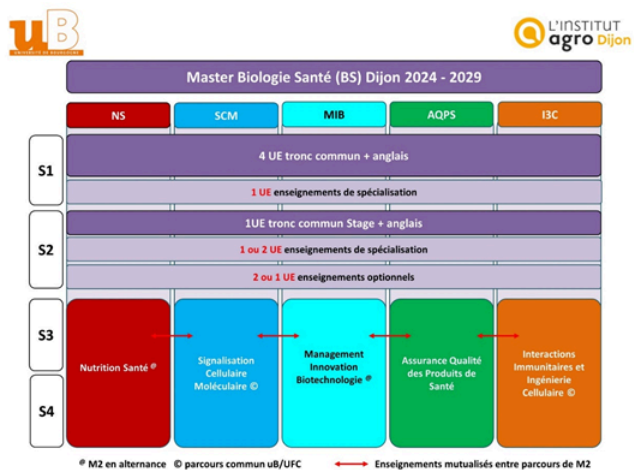 uB
UNIVERSITÉ DE BOURGOGNE
L'INSTITUT
agro Dijon
Master Biologie Santé (BS) Dijon 2024 - 2029
NS SCM MIB AQPS I3C
S1
4 UE tronc commun + anglais
1 UE enseignements de spécialisation
S2
1UE tronc commun Stage + anglais
1 ou 2 UE enseignements de spécialisation
2 ou 1 UE enseignements optionnels
S3
S4
Nutrition Santé @
Signalisation
Cellulaire
Moléculaire ©
Management
Innovation
Biotechnologie @
Assurance Qualité
des Produits de
Santé
Interactions
Immunitaires et
Ingénierie
Cellulaire ©
@ M2 en alternance © parcours commun uB/UFC Enseignements mutualisés entre parcours de M2